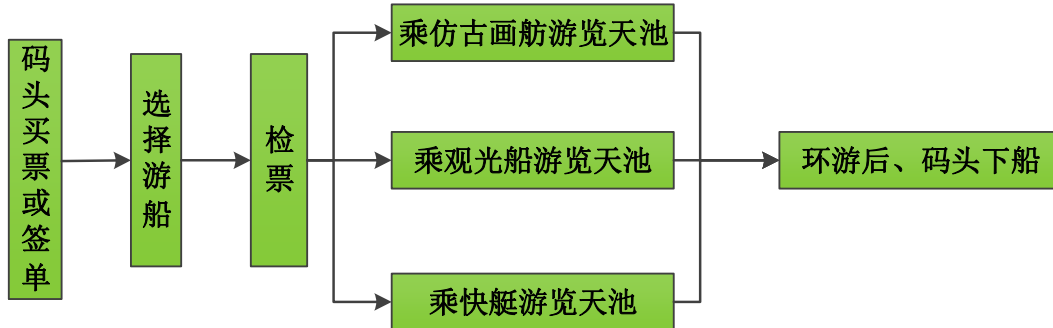 码头买票或签单
选择游船
检票
乘仿古画舫游览天池
乘观光船游览天池
乘快艇游览天池
环游后、码头下船